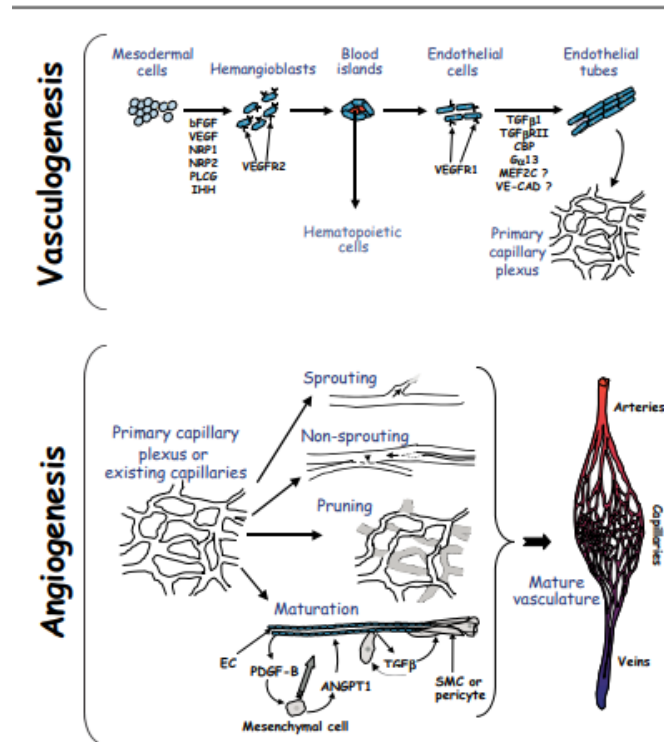 Vasculogenesis
Mesodermal
cells
Hemangioblasts
Blood
islands
Endothelial
cells
Endothelial
tubes
bFGF
VEGF
NRP1
NRP2
PLCG
IHH
VEGFR2
VEGFR1
TGFβ1
TGFβRII
CBP
Gα13
MEF2C ?
VE-CAD ?
Hematopoietic
cells
Primary
capillary
plexus
Angiogenesis
Primary capillary
plexus or
existing capillaries
Sprouting
Non-sprouting
Pruning
Maturation
EC
PDGF-B
ANGPT1
TGFβ
SMC or
pericyte
Mesenchymal cell
Mature
vasculature
Arteries
Capillaries
Veins